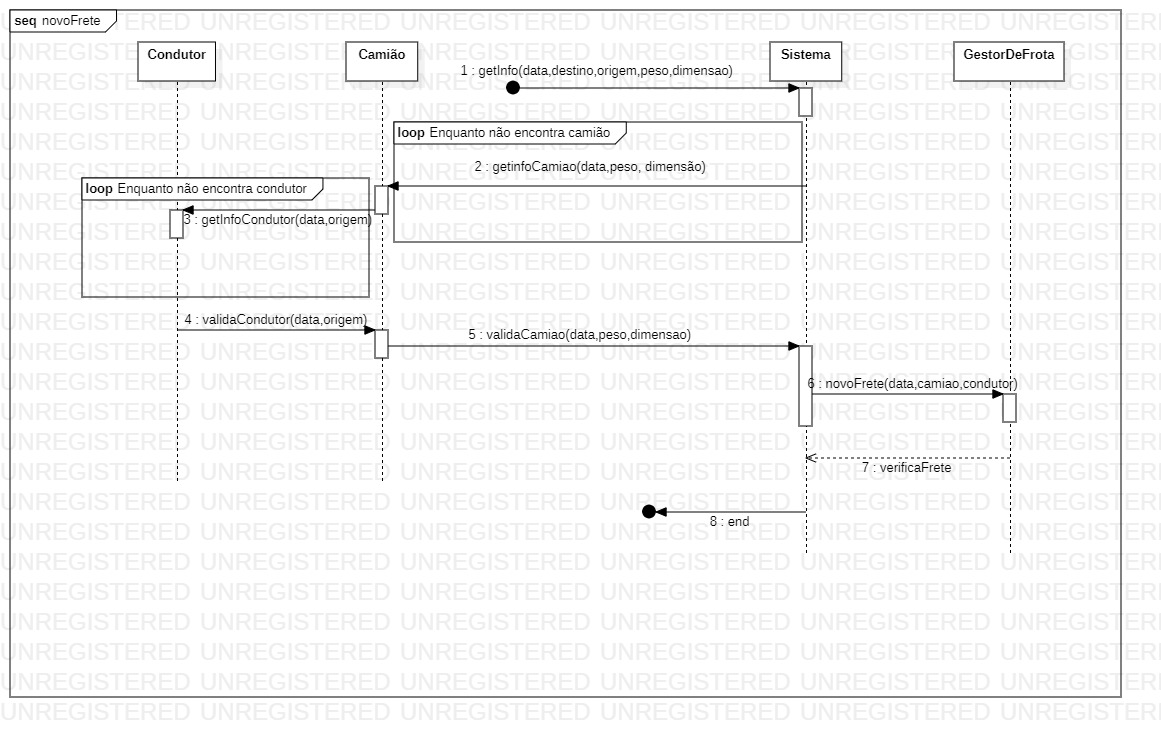 seq novoFrete
Condutor
Camião
Sistema
GestorDeFrota
1 : getInfo(data,destino,origem,peso,dimensao)
loop Enquanto não encontra camião
2 : getinfoCamiao(data,peso, dimensão)
loop Enquanto não encontra condutor
3 : getInfoCondutor(data,origem)
4 : validaCondutor(data,origem)
5 : validaCamiao(data,peso,dimensao)
6 : novoFrete(data,camiao,condutor)
7 : verificaFrete
8 : end
UNREGISTERED